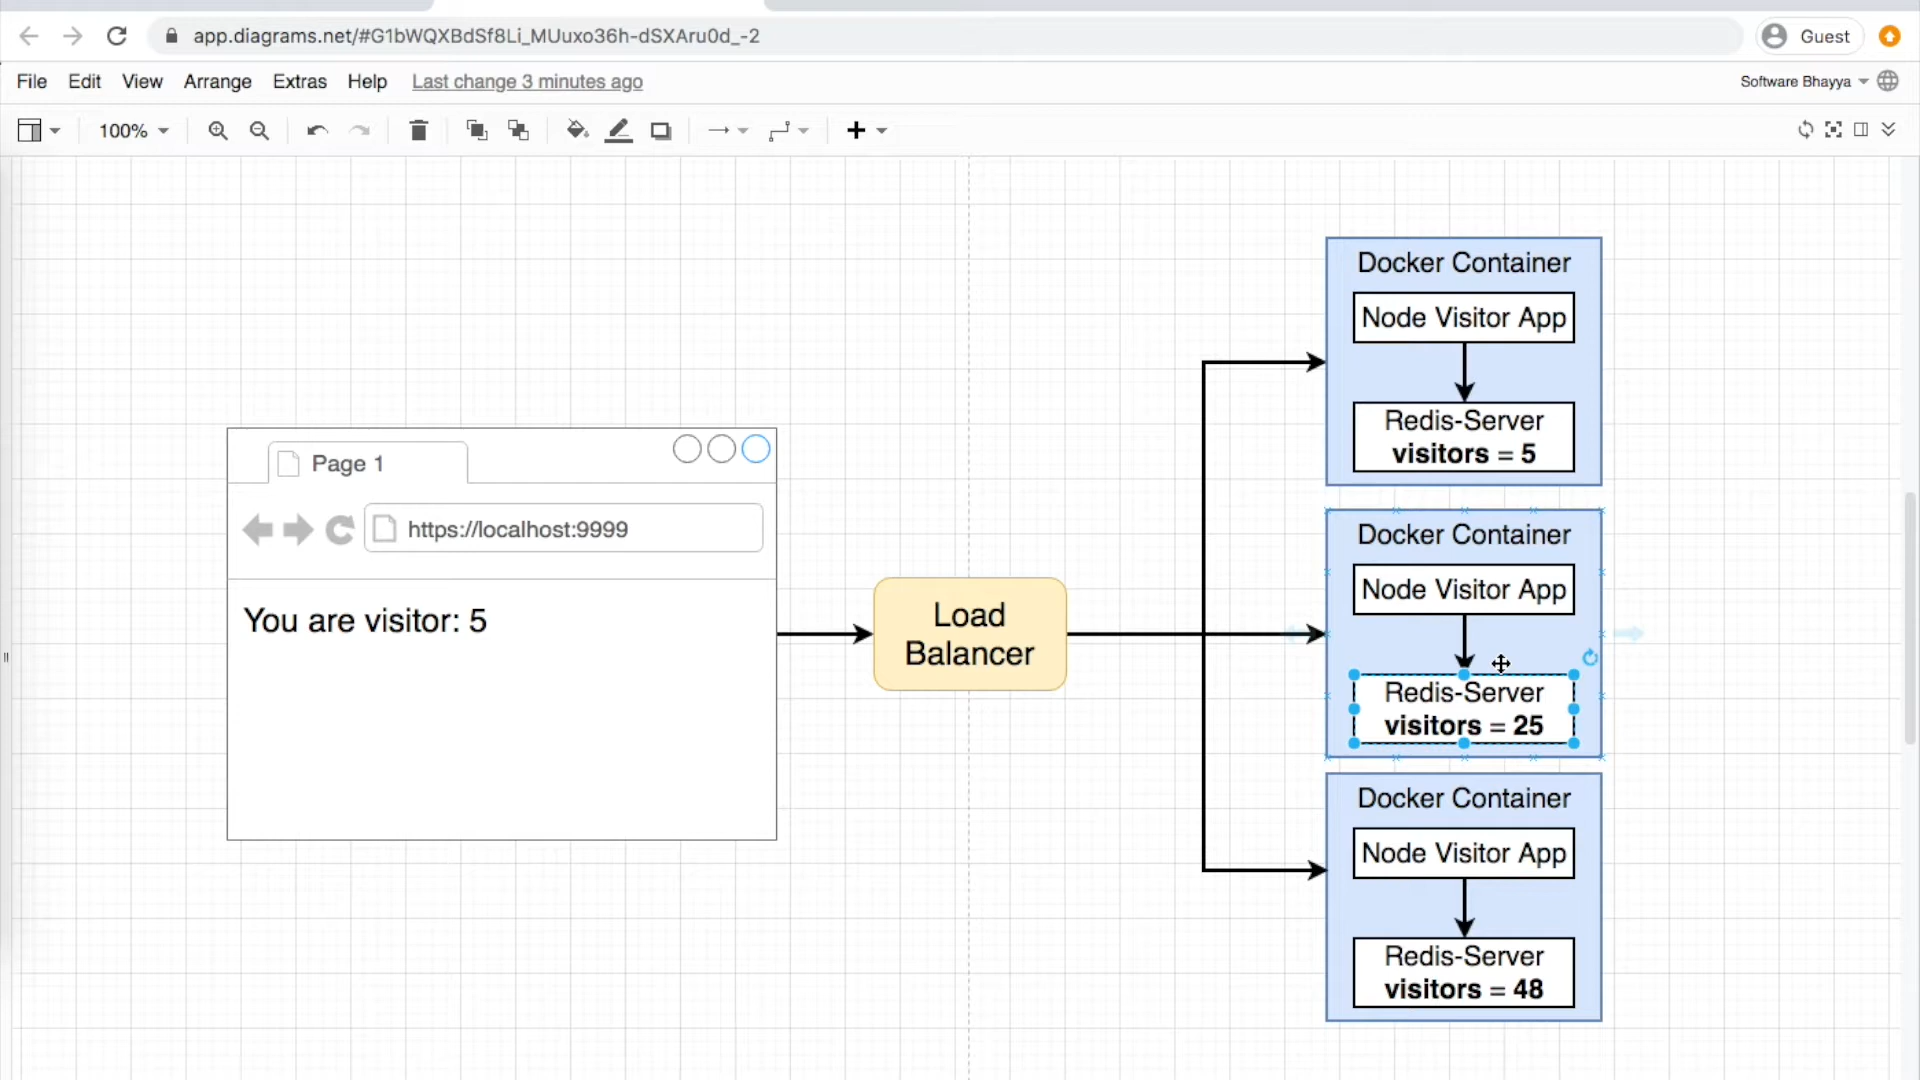 app.diagrams.net/#G1bWQXBdSf8Li_MUuxo36h-dSXAru0d_-2
Guest
File Edit View Arrange Extras Help Last change 3 minutes ago
Software Bhayya
100%
Docker Container
Node Visitor App
Redis-Server
visitors = 5
Page 1
https://localhost:9999
You are visitor: 5
Load
Balancer
Docker Container
Node Visitor App
Redis-Server
visitors = 25
Docker Container
Node Visitor App
Redis-Server
visitors = 48